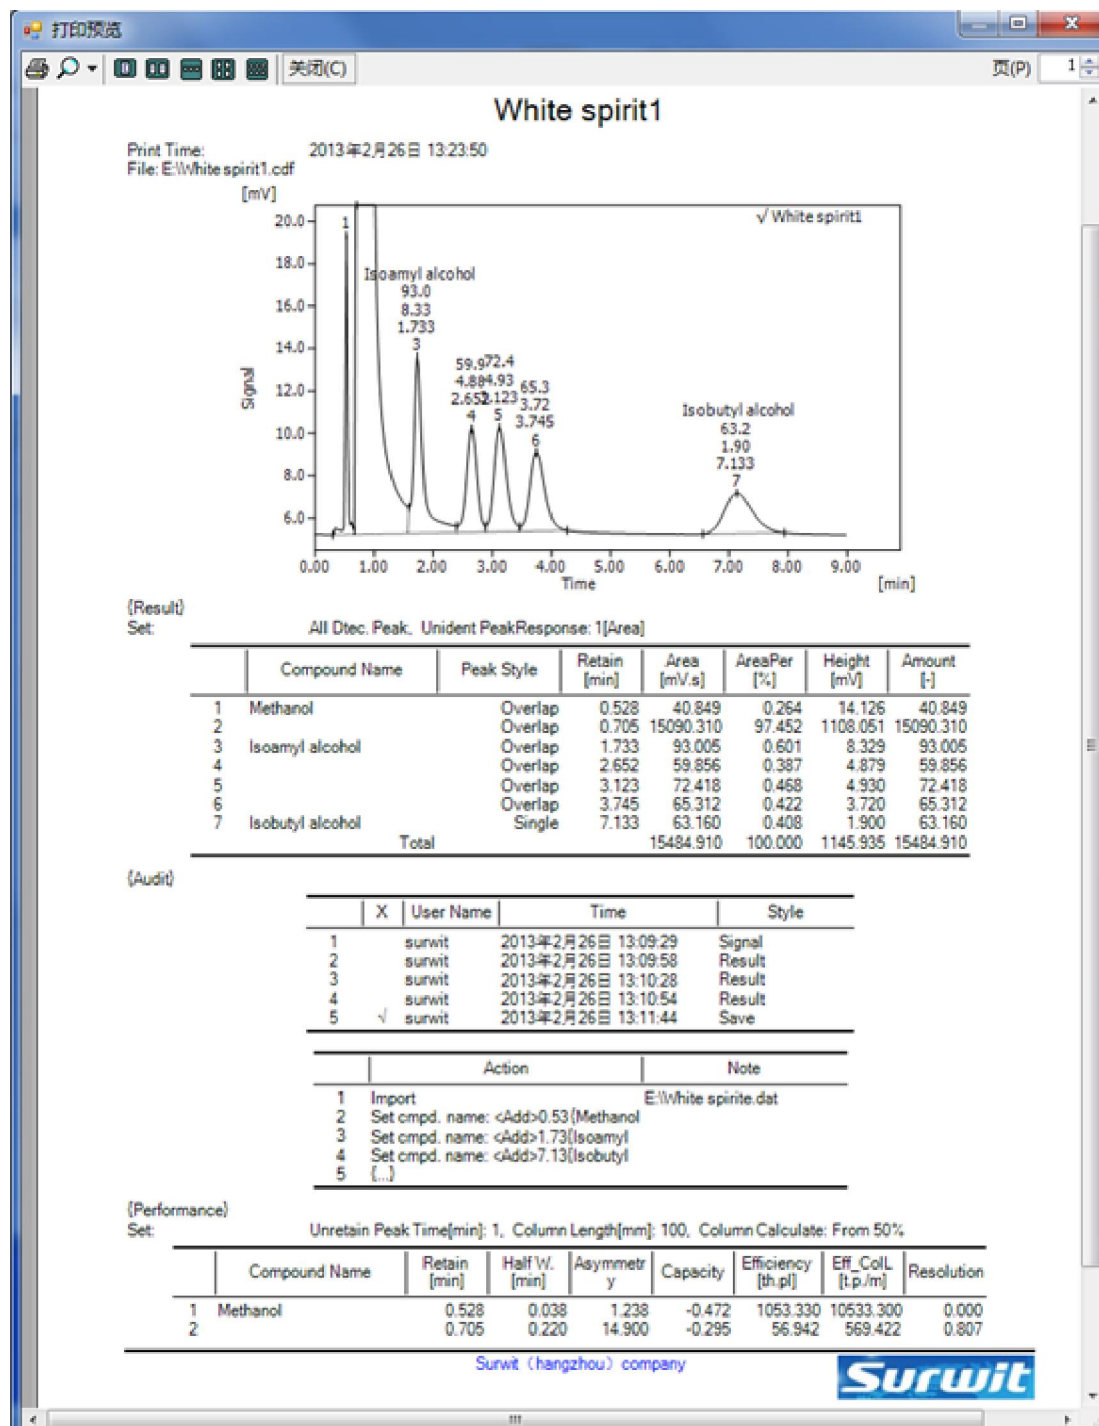 打印预览
关闭(C) 页(P) 1
White spirit1
Print Time: 2013年2月26日 13:23:50
File: E:\White spirit1.cdf
[mV]
√ White spirit1
20.0
18.0
16.0
14.0
12.0
10.0
8.0
6.0
Signal
1
Isoamyl alcohol
93.0
8.33
1.733
3
59.9
4.88
2.652
4
72.4
4.93
3.123
5
65.3
3.72
3.745
6
Isobutyl alcohol
63.2
1.90
7.133
7
0.00 1.00 2.00 3.00 4.00 5.00 6.00 7.00 8.00 9.00
Time [min]
{Result}
Set: All Dtec. Peak, Unident PeakResponse: 1[Area]
Compound Name Peak Style Retain [min] Area [mV.s] AreaPer [%] Height [mV] Amount [-]
1 Methanol Overlap 0.528 40.849 0.264 14.126 40.849
2 Overlap 0.705 15090.310 97.452 1108.051 15090.310
3 Isoamyl alcohol Overlap 1.733 93.005 0.601 8.329 93.005
4 Overlap 2.652 59.856 0.387 4.879 59.856
5 Overlap 3.123 72.418 0.468 4.930 72.418
6 Overlap 3.745 65.312 0.422 3.720 65.312
7 Isobutyl alcohol Single 7.133 63.160 0.408 1.900 63.160
Total 15484.910 100.000 1145.935 15484.910
{Audit}
X User Name Time Style
1 surwit 2013年2月26日 13:09:29 Signal
2 surwit 2013年2月26日 13:09:58 Result
3 surwit 2013年2月26日 13:10:28 Result
4 surwit 2013年2月26日 13:10:54 Result
5 √ surwit 2013年2月26日 13:11:44 Save
Action Note
1 Import E:\White spirite.dat
2 Set cmpd. name: <Add>0.53{Methanol
3 Set cmpd. name: <Add>1.73{Isoamyl
4 Set cmpd. name: <Add>7.13{Isobutyl
5 {...}
{Performance}
Set: Unretain Peak Time[min]: 1, Column Length[mm]: 100, Column Calculate: From 50%
Compound Name Retain [min] Half W. [min] Asymmetry Capacity Efficiency [th.pl] Eff_ColL [t.p./m] Resolution
1 Methanol 0.528 0.038 1.238 -0.472 1053.330 10533.300 0.000
2 0.705 0.220 14.900 -0.295 56.942 569.422 0.807
Surwit（hangzhou）company
Surwit